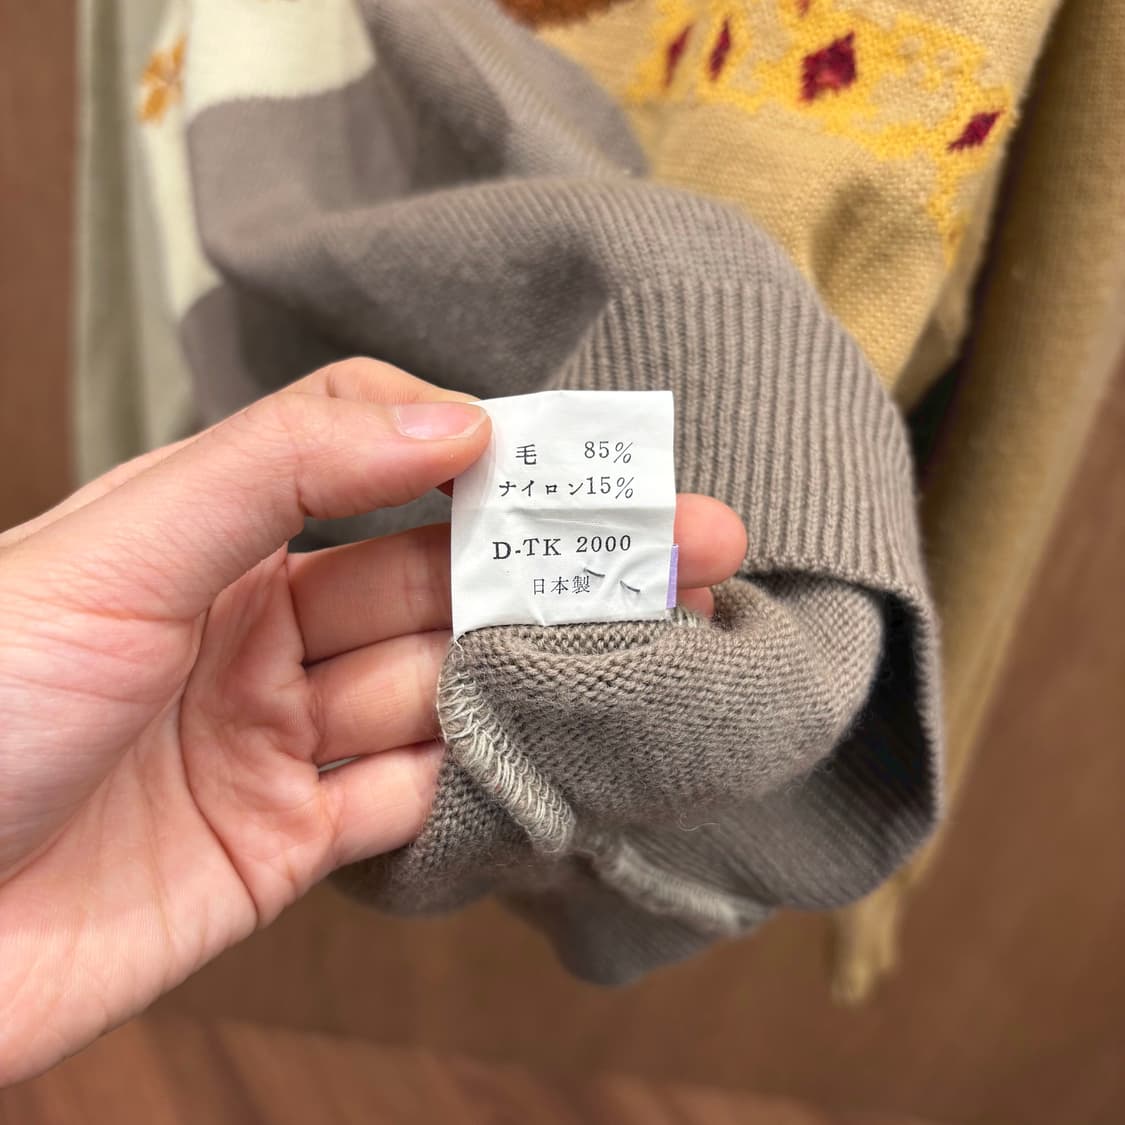 毛 85%
ナイロン15%
D-TK 2000
日本製